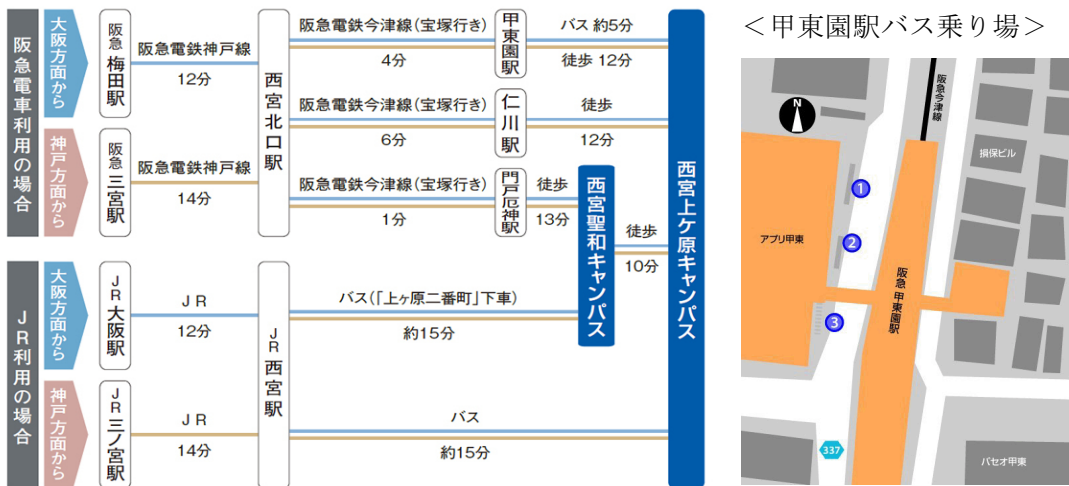 阪急電車利用の場合
大阪方面から
阪急 梅田駅
阪急電鉄神戸線
12分
神戸方面から
阪急 三宮駅
阪急電鉄神戸線
14分
西宮北口駅
阪急電鉄今津線(宝塚行き)
4分
甲東園駅
バス 約5分
徒歩 12分
阪急電鉄今津線(宝塚行き)
6分
仁川駅
徒歩
12分
阪急電鉄今津線(宝塚行き)
1分
門戸厄神駅
徒歩
13分
西宮聖和キャンパス
徒歩
10分
西宮上ケ原キャンパス
JR利用の場合
大阪方面から
JR大阪駅
JR
12分
神戸方面から
JR三ノ宮駅
JR
14分
JR西宮駅
バス(「上ヶ原二番町」下車)
約15分
バス
約15分
＜甲東園駅バス乗り場＞
N
阪急今津線
損保ビル
1
アプリ甲東
2
阪急 甲東園駅
3
337
パセオ甲東